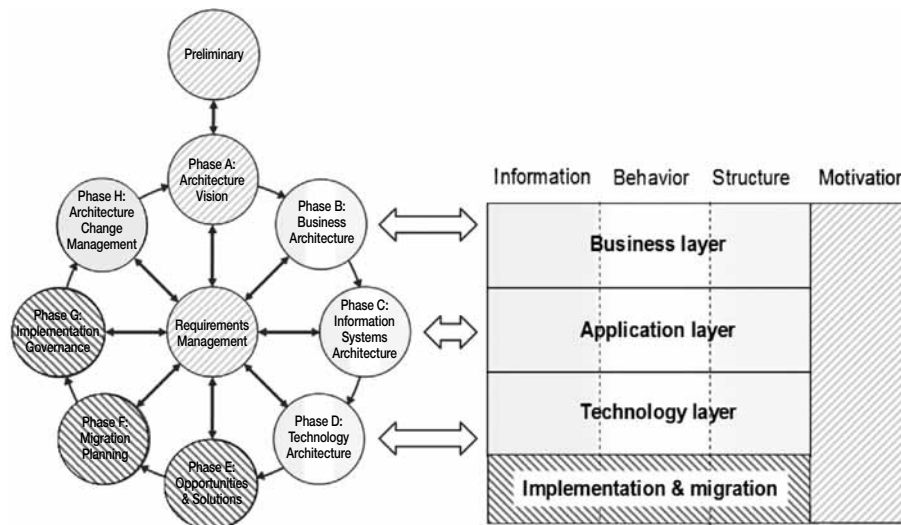 Preliminary
Phase A:
Architecture
Vision
Phase H:
Architecture
Change
Management
Phase B:
Business
Architecture
Phase G:
Implementation
Governance
Requirements
Management
Phase C:
Information
Systems
Architecture
Phase F:
Migration
Planning
Phase D:
Technology
Architecture
Phase E:
Opportunities
& Solutions
Information Behavior Structure Motivation
Business layer
Application layer
Technology layer
Implementation & migration